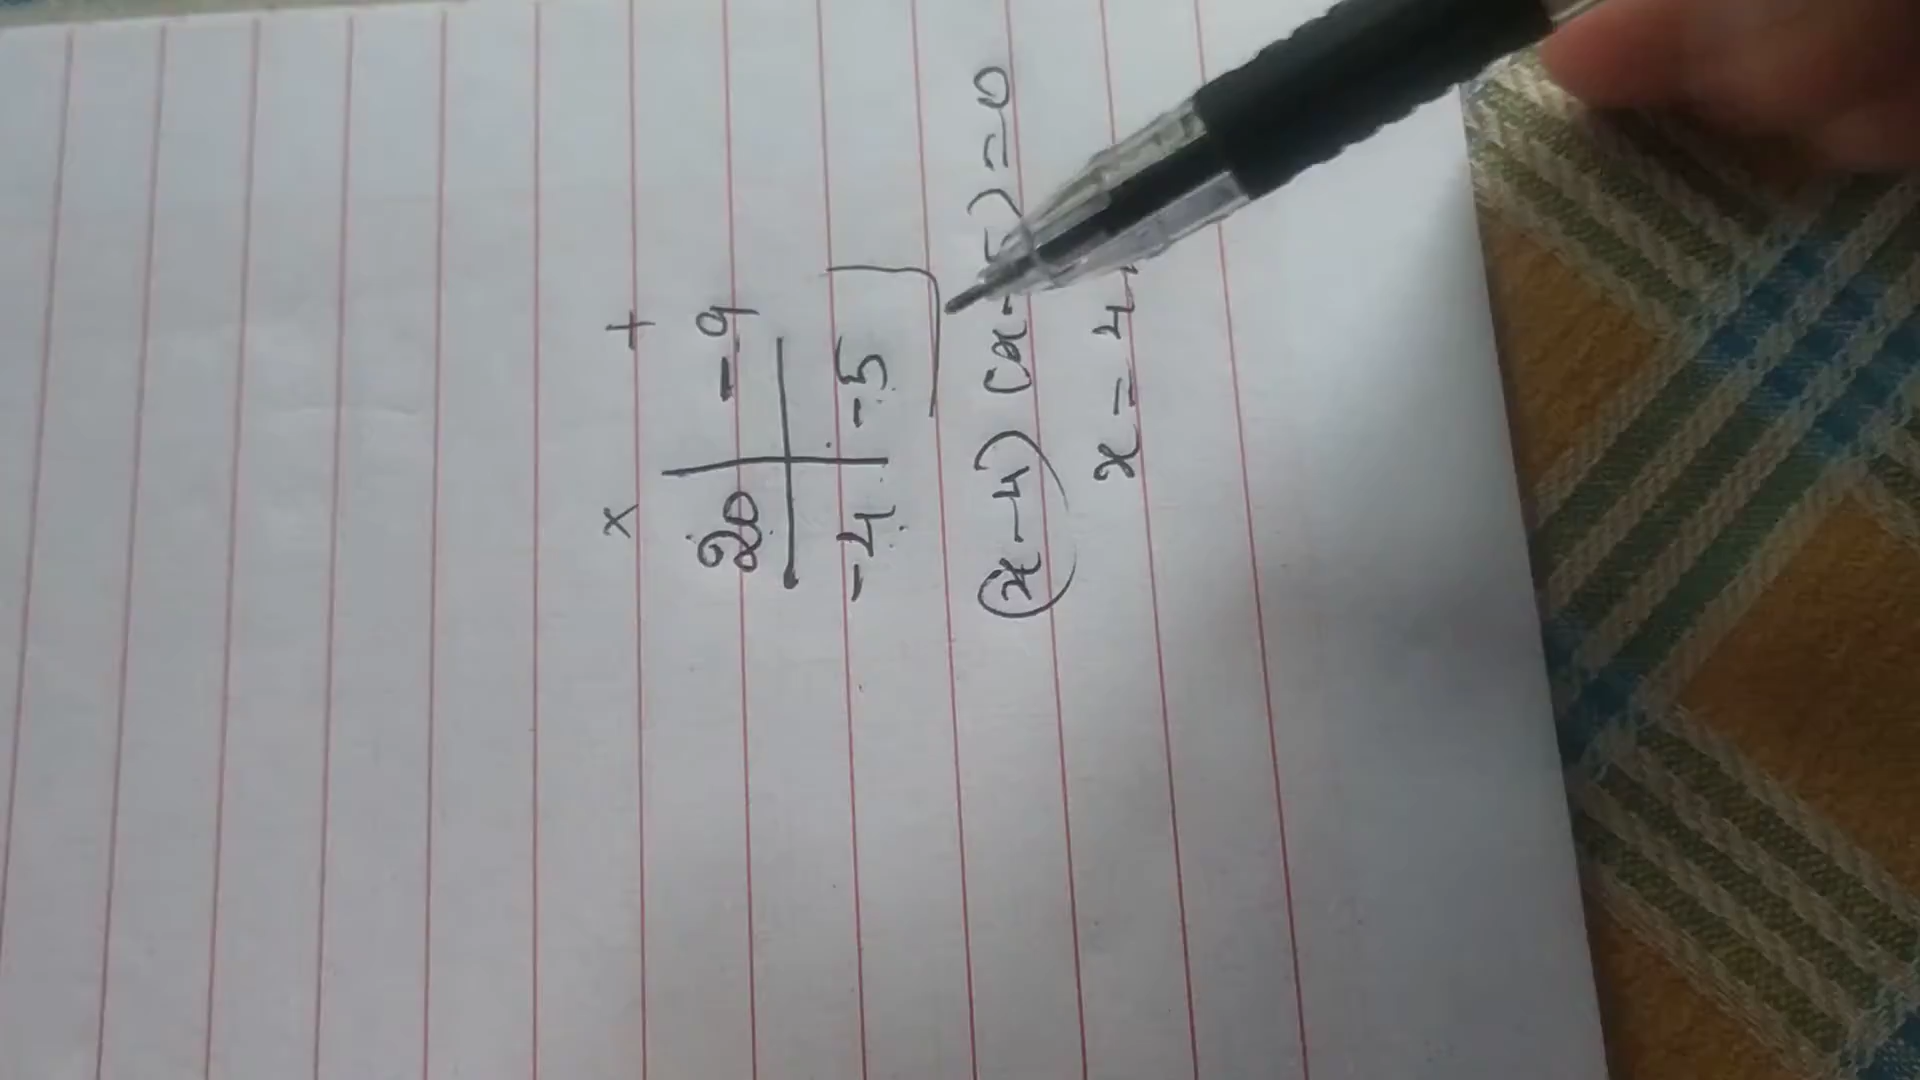 × +
20 -9
-4 -5
(x-4) (x-5)=0
x=4,